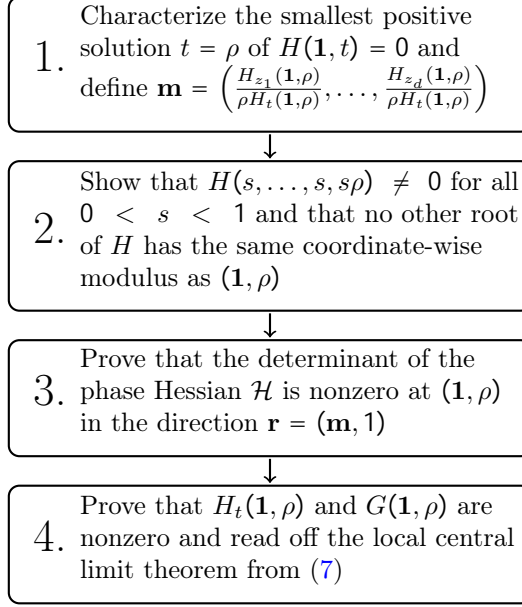 1. Characterize the smallest positive
solution t = ρ of H(𝟏, t) = 0 and
define 𝐦 = (H_{z_1}(𝟏,ρ)/ρH_t(𝟏,ρ), . . . , H_{z_d}(𝟏,ρ)/ρH_t(𝟏,ρ))
2. Show that H(s, . . . , s, sρ) ≠ 0 for all
0 < s < 1 and that no other root
of H has the same coordinate-wise
modulus as (𝟏, ρ)
3. Prove that the determinant of the
phase Hessian ℋ is nonzero at (𝟏, ρ)
in the direction 𝐫 = (𝐦, 1)
4. Prove that H_t(𝟏, ρ) and G(𝟏, ρ) are
nonzero and read off the local central
limit theorem from (7)